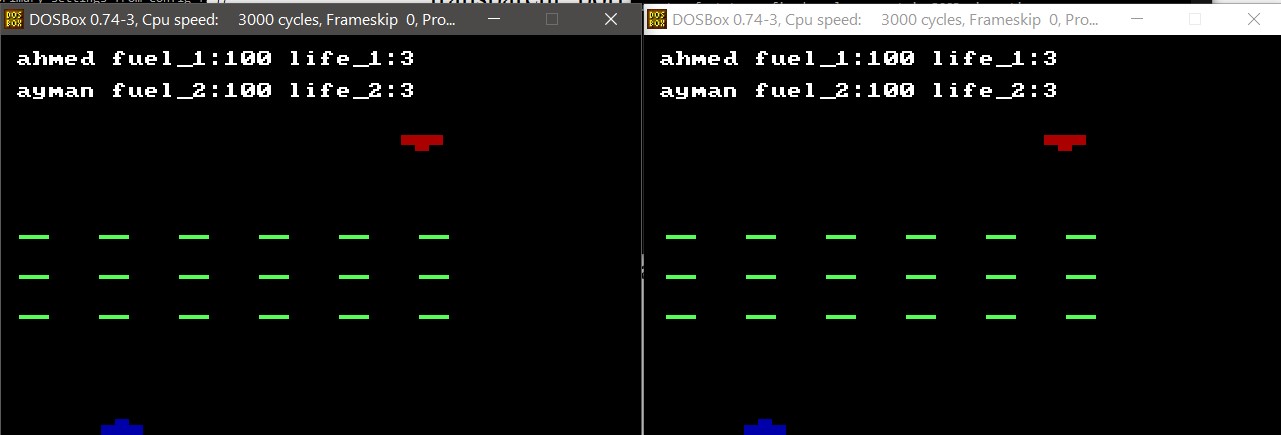 DOSBox 0.74-3, Cpu speed: 3000 cycles, Frameskip 0, Pro...
ahmed fuel_1:100 life_1:3
ayman fuel_2:100 life_2:3
DOSBox 0.74-3, Cpu speed: 3000 cycles, Frameskip 0, Pro...
ahmed fuel_1:100 life_1:3
ayman fuel_2:100 life_2:3